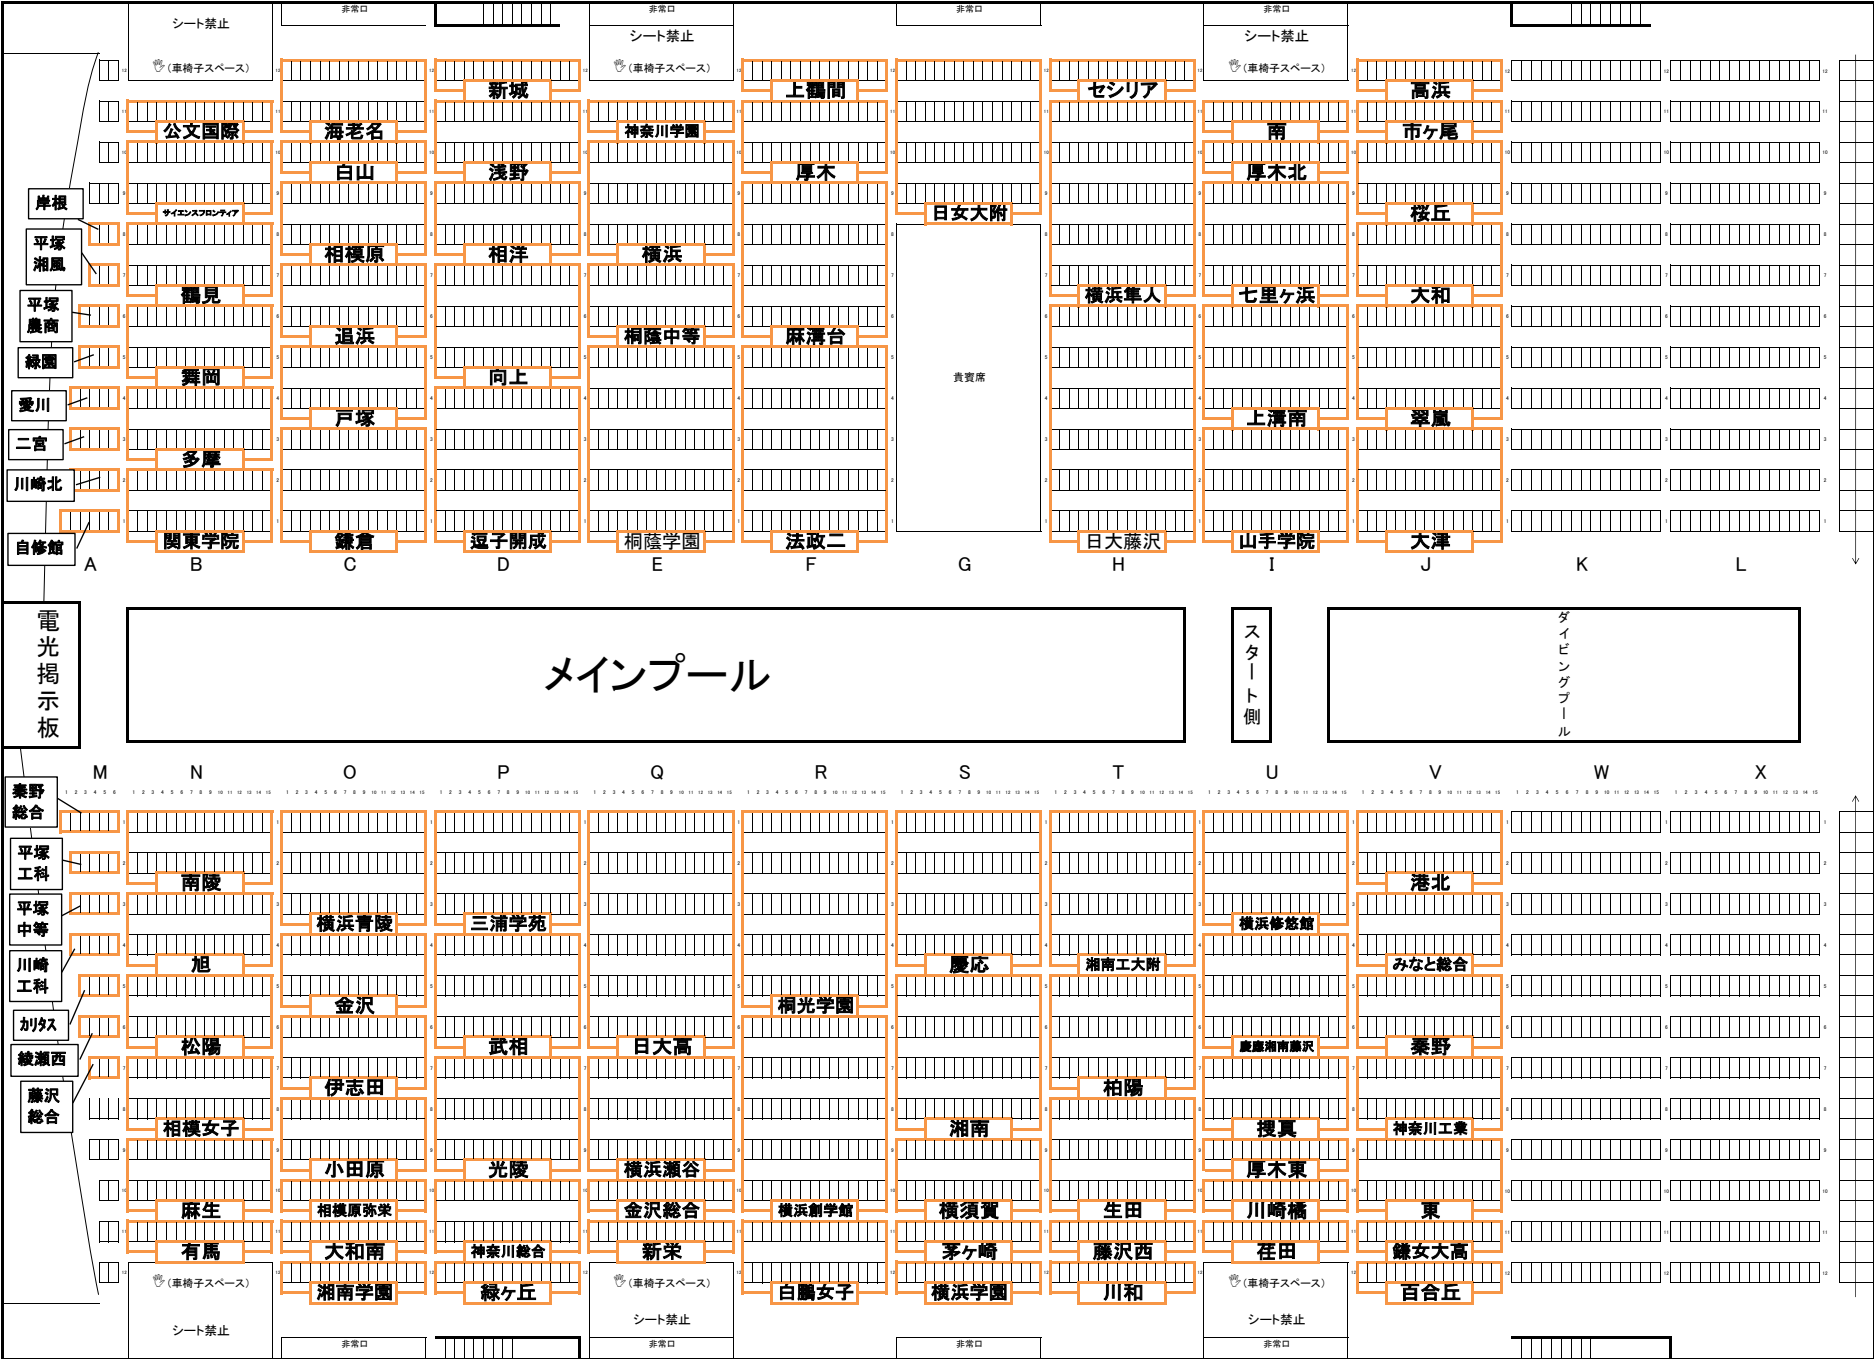 非常口 非常口 非常口 非常口
シート禁止
シート禁止 シート禁止
(車椅子スペース) (車椅子スペース) (車椅子スペース)
新城 上鶴間 セシリア 高浜
公文国際 海老名 神奈川学園 南 市ヶ尾
白山 浅野 厚木 厚木北
岸根
サイエンスフロンティア 日女大附 桜丘
平塚
湘風
相模原 相洋 横浜
鶴見 横浜隼人 七里ヶ浜 大和
平塚
農商
追浜 桐蔭中等 麻溝台
緑園
舞岡 向上 貴賓席
愛川
戸塚 上溝南 翠嵐
二宮
多摩
川崎北
自修館
関東学院 鎌倉 逗子開成 桐蔭学園 法政二 日大藤沢 山手学院 大津
A B C D E F G H I J K L
電光掲示板
メインプール
スタート側
ダイビングプール
M N O P Q R S T U V W X
秦野
総合
平塚
工科
南陵 港北
平塚
中等
横浜青陵 三浦学苑 横浜修悠館
川崎
工科
旭 慶応 湘南工大附 みなと総合
金沢 桐光学園
カリタス
松陽 武相 日大高 慶應湘南藤沢 秦野
綾瀬西
伊志田 柏陽
藤沢
総合
相模女子 湘南 捜真 神奈川工業
小田原 光陵 横浜瀬谷 厚木東
麻生 相模原弥栄 金沢総合 横浜創学館 横須賀 生田 川崎橘 東
有馬 大和南 神奈川総合 新栄 茅ヶ崎 藤沢西 荏田 鎌女大高
(車椅子スペース) (車椅子スペース) (車椅子スペース)
湘南学園 緑ヶ丘 白鵬女子 横浜学園 川和 百合丘
シート禁止 シート禁止
シート禁止
非常口 非常口 非常口 非常口